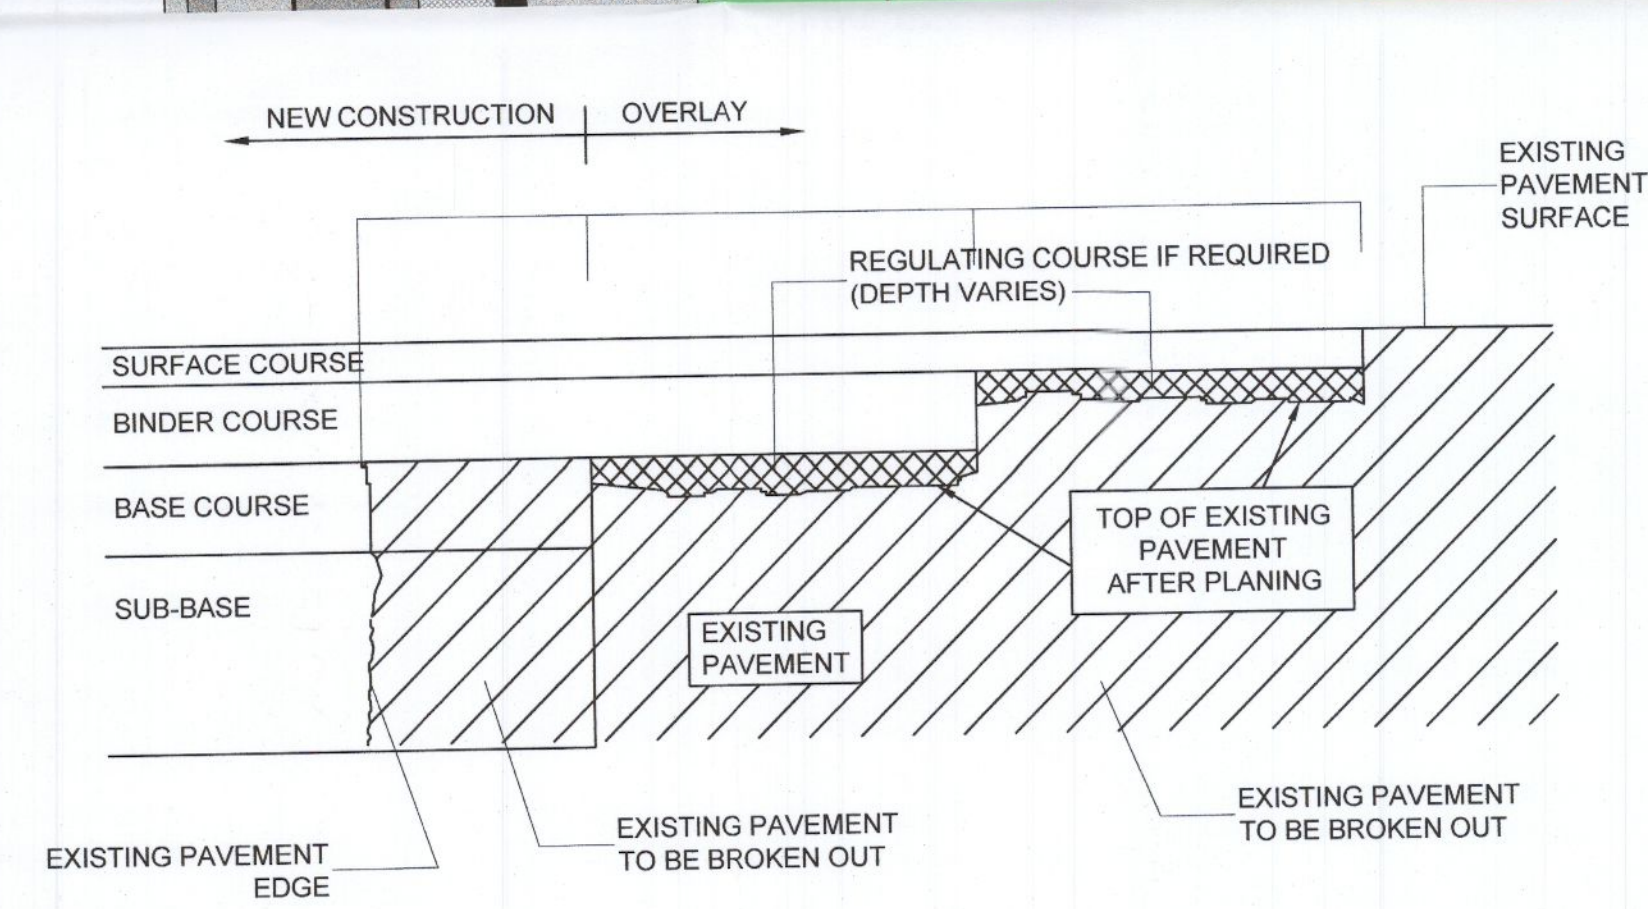 NEW CONSTRUCTION
OVERLAY
EXISTING
PAVEMENT
SURFACE
REGULATING COURSE IF REQUIRED
(DEPTH VARIES)
SURFACE COURSE
BINDER COURSE
BASE COURSE
SUB-BASE
TOP OF EXISTING
PAVEMENT
AFTER PLANING
EXISTING
PAVEMENT
EXISTING PAVEMENT
TO BE BROKEN OUT
EXISTING PAVEMENT
TO BE BROKEN OUT
EXISTING PAVEMENT
EDGE